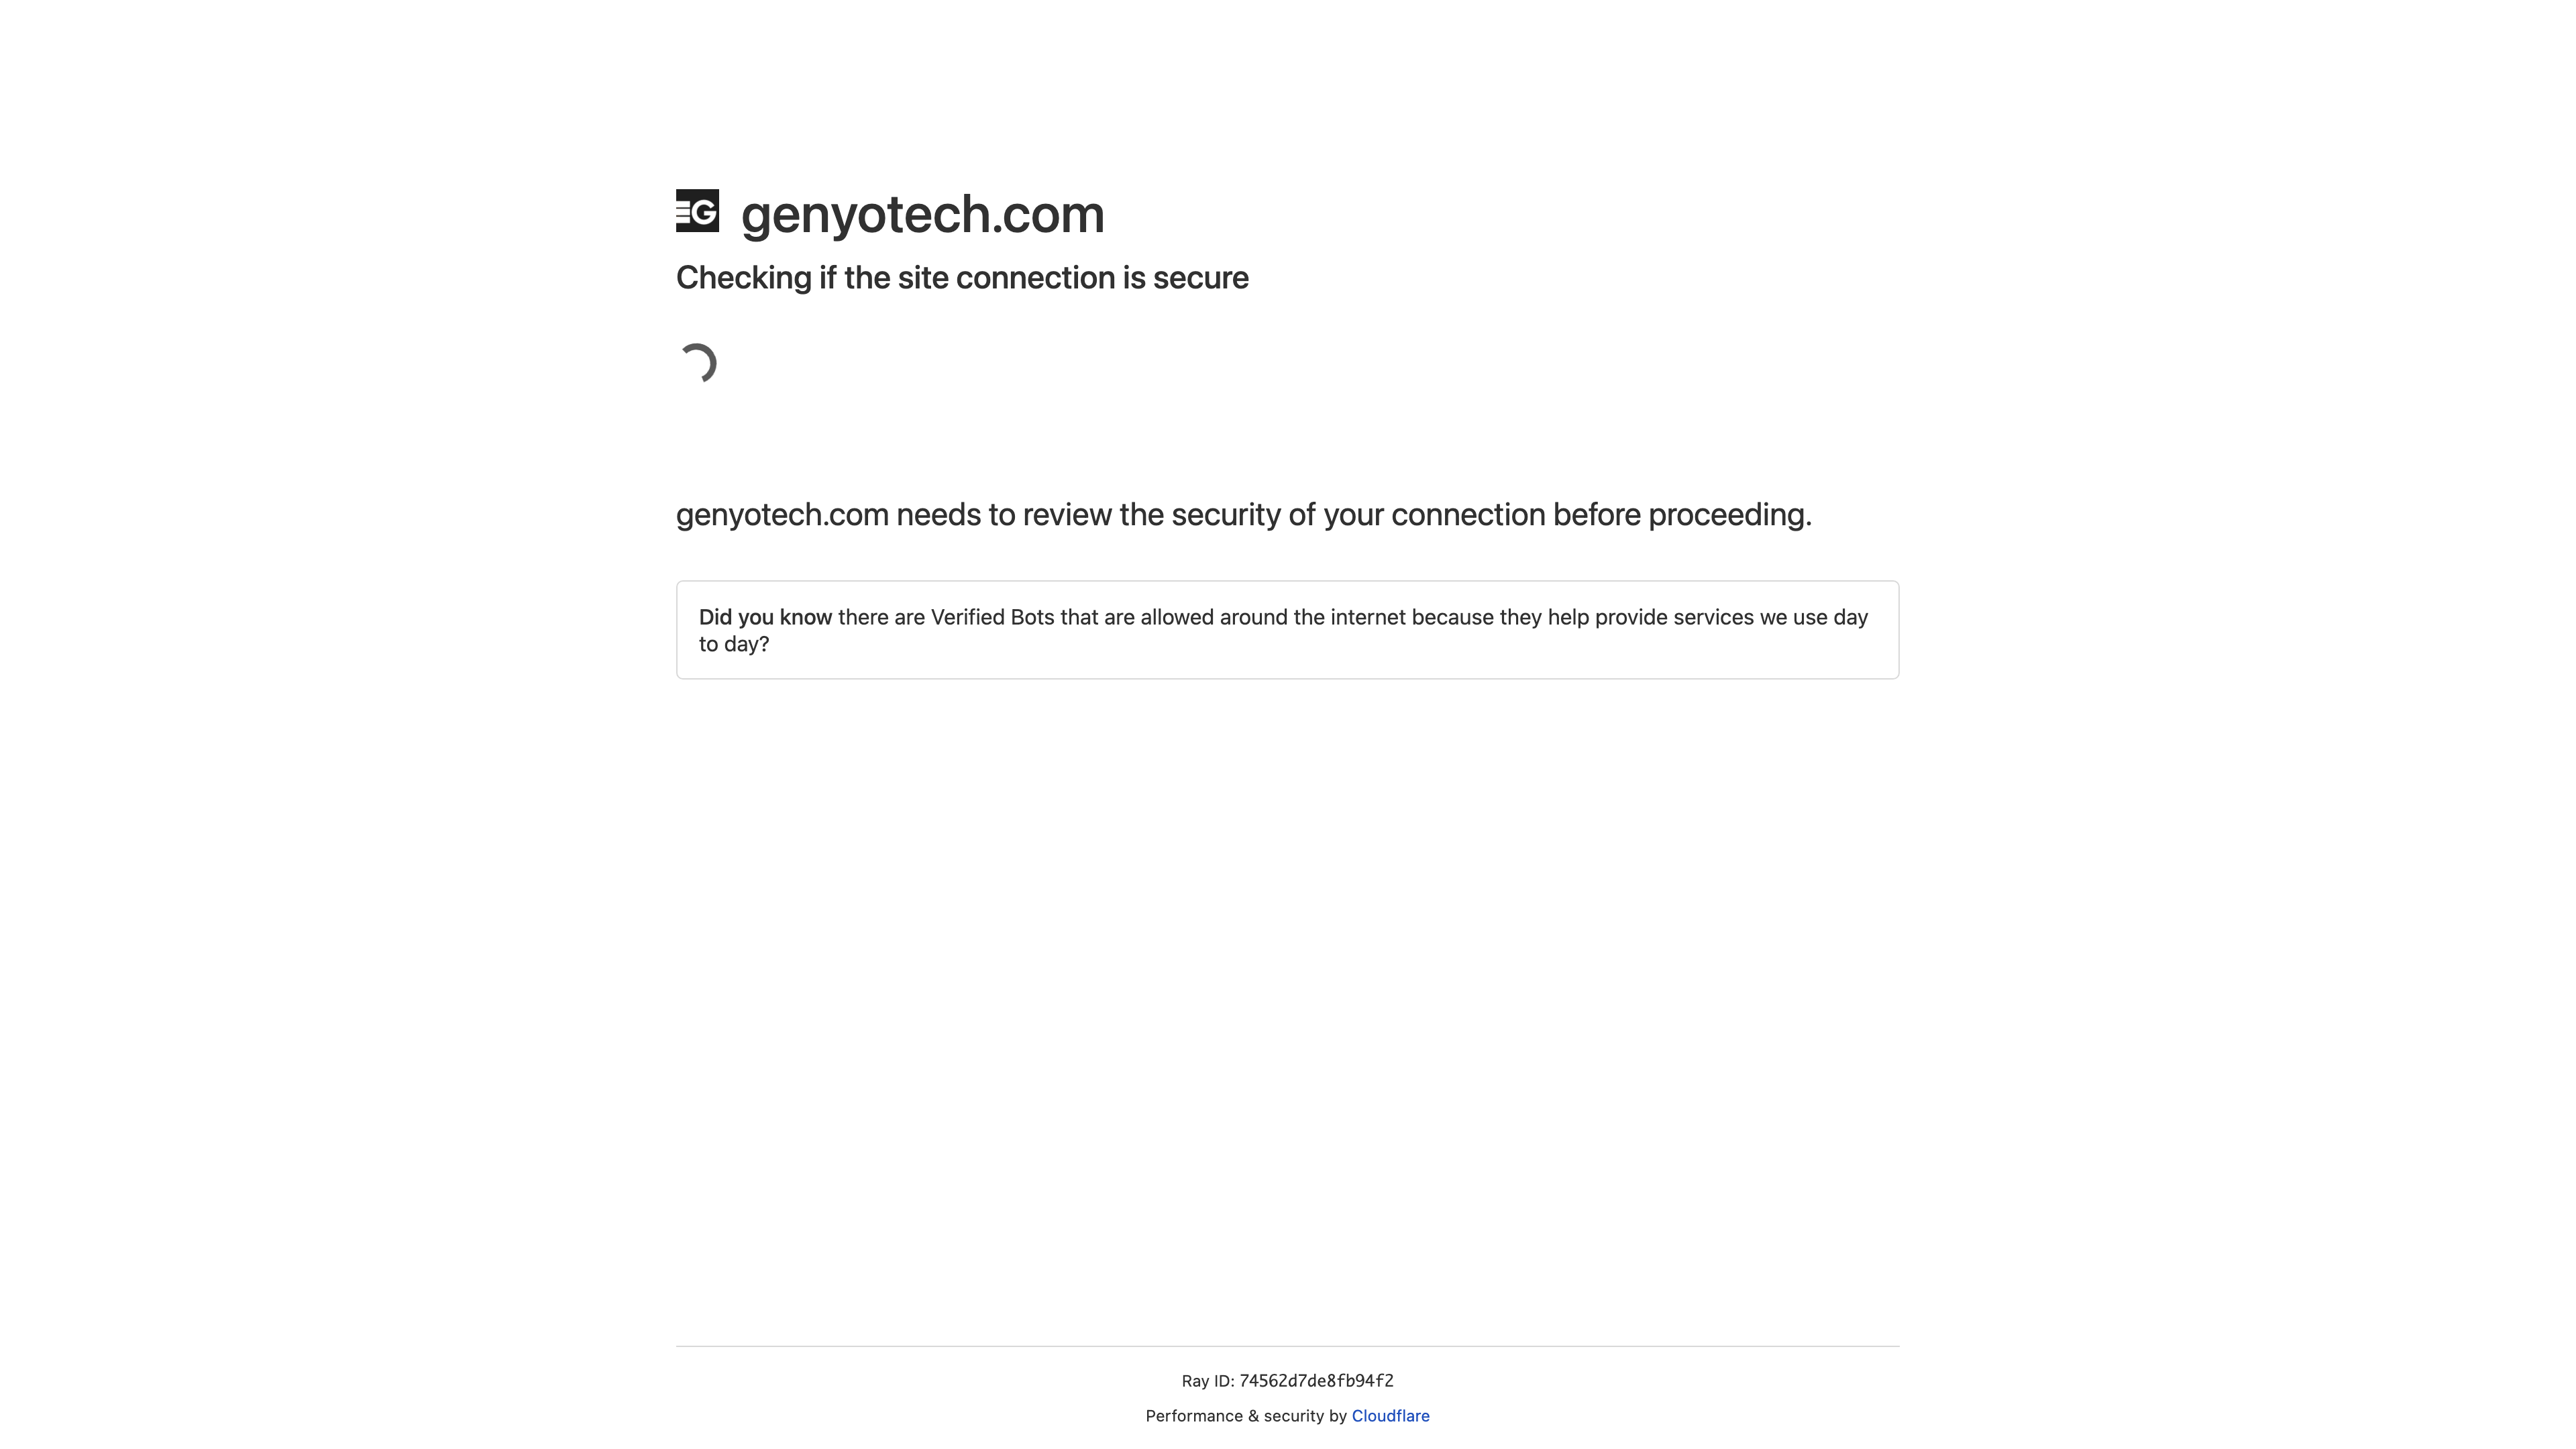 EG genyotech.com
Checking if the site connection is secure
genyotech.com needs to review the security of your connection before proceeding.
Did you know there are Verified Bots that are allowed around the internet because they help provide services we use day
to day?
Ray ID: 74562d7de8fb94f2
Performance & security by Cloudflare